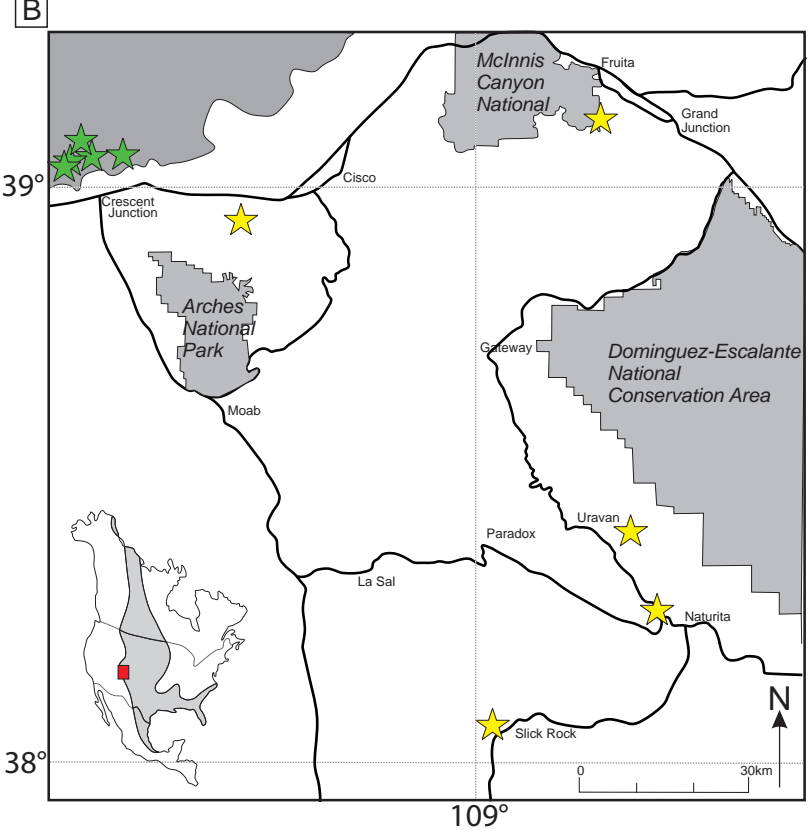 B
McInnis
Canyon
National
Fruita
Grand
Junction
39°
Cisco
Crescent
Junction
Arches
National
Park
Gateway
Dominguez-Escalante
National
Conservation Area
Moab
Uravan
Paradox
La Sal
Naturita
N
Slick Rock
38°
0
30km
109°